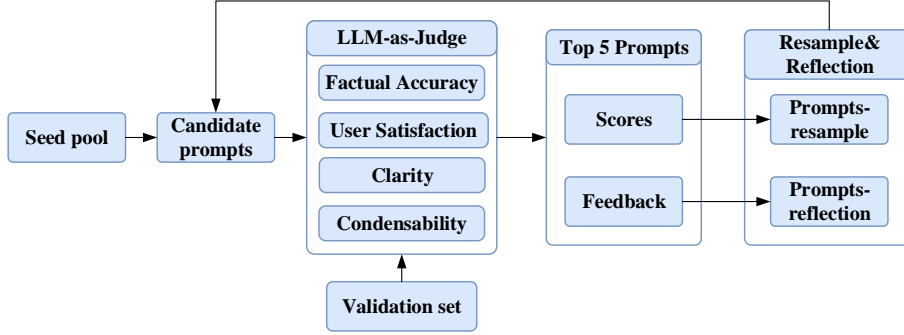 Seed pool
Candidate
prompts
LLM-as-Judge
Factual Accuracy
User Satisfaction
Clarity
Condensability
Validation set
Top 5 Prompts
Scores
Feedback
Resample&
Reflection
Prompts-
resample
Prompts-
reflection